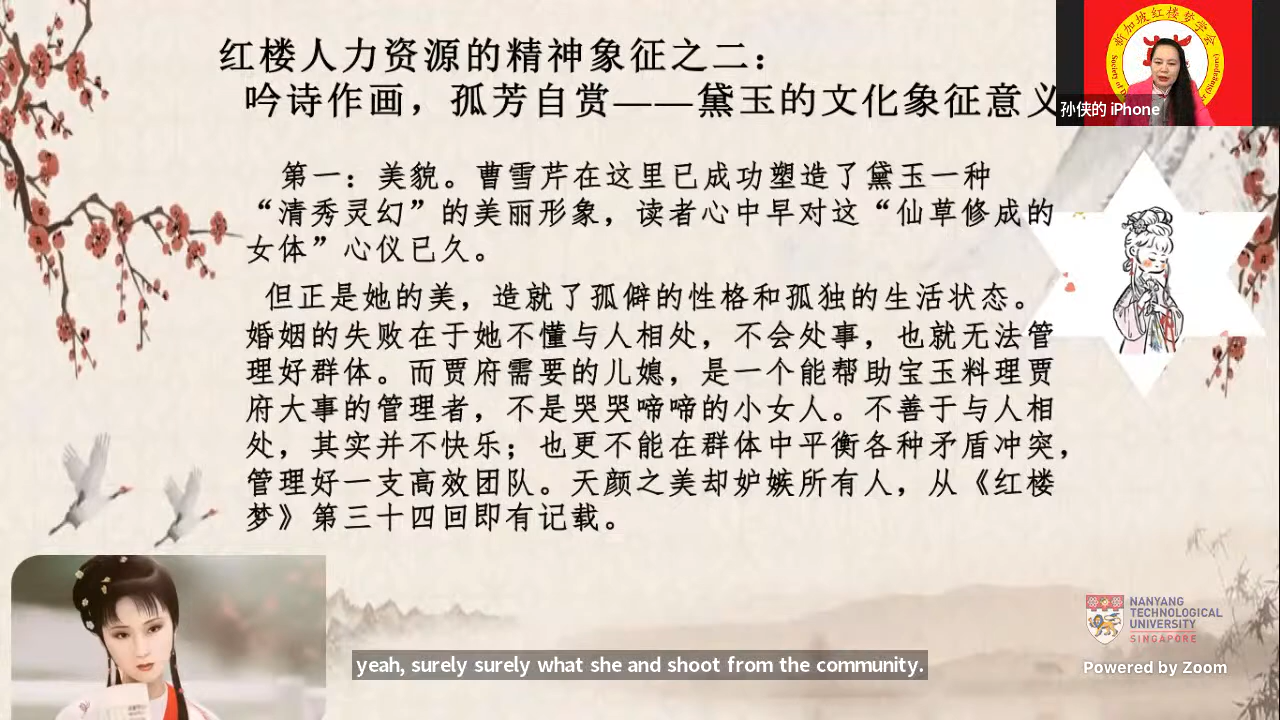 红楼人力资源的精神象征之二：
吟诗作画，孤芳自赏——黛玉的文化象征意义
新加坡红楼梦学会
孙侠的 iPhone
第一：美貌。曹雪芹在这里已成功塑造了黛玉一种
“清秀灵幻”的美丽形象，读者心中早对这“仙草修成的
女体”心仪已久。
但正是她的美，造就了孤僻的性格和孤独的生活状态。
婚姻的失败在于她不懂与人相处，不会处事，也就无法管
理好群体。而贾府需要的儿媳，是一个能帮助宝玉料理贾
府大事的管理者，不是哭哭啼啼的小女人。不善于与人相
处，其实并不快乐；也更不能在群体中平衡各种矛盾冲突，
管理好一支高效团队。天颜之美却妒嫉所有人，从《红楼
梦》第三十四回即有记载。
NANYANG
TECHNOLOGICAL
UNIVERSITY
SINGAPORE
yeah, surely surely what she and shoot from the community.
Powered by Zoom